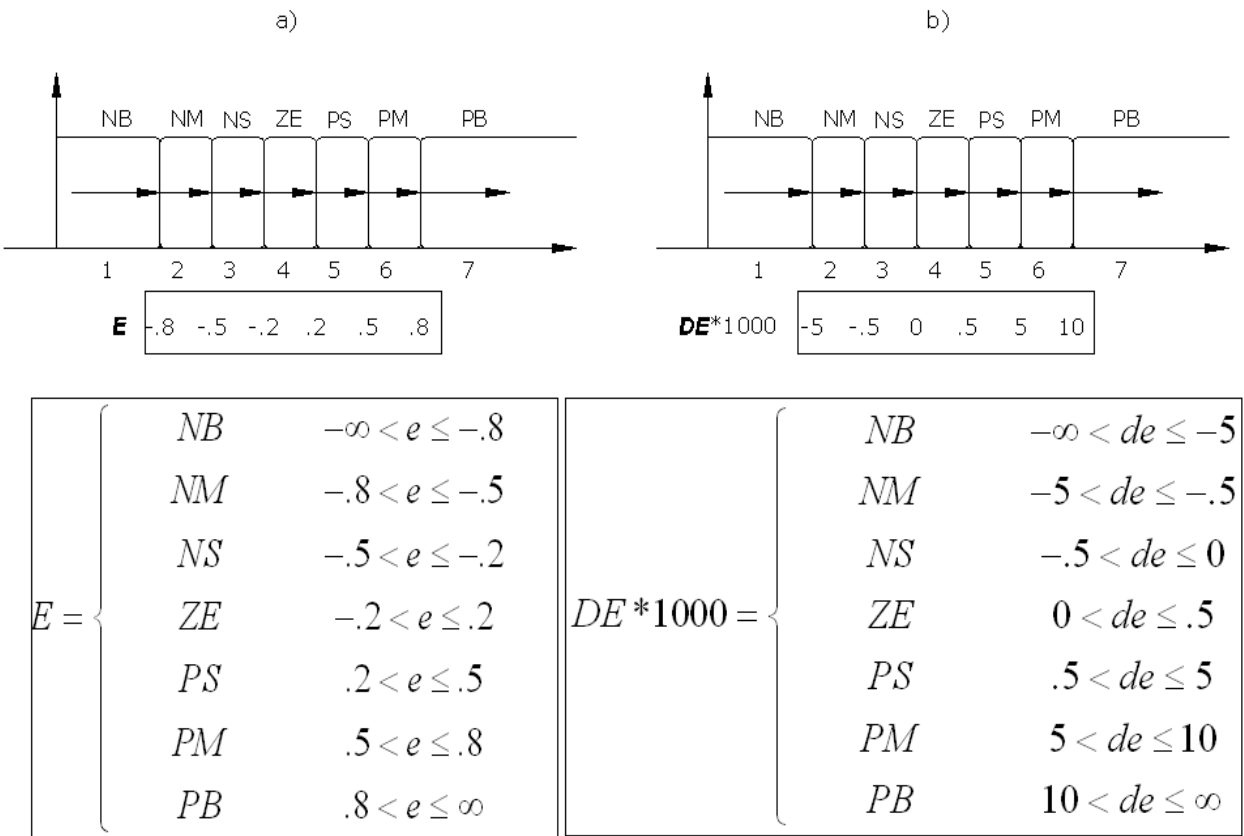 a)
b)
NB NM NS ZE PS PM PB
NB NM NS ZE PS PM PB
1 2 3 4 5 6 7
1 2 3 4 5 6 7
E -.8 -.5 -.2 .2 .5 .8
DE*1000 -5 -.5 0 .5 5 10
E =
NB −∞ < e ≤ −.8
NM −.8 < e ≤ −.5
NS −.5 < e ≤ −.2
ZE −.2 < e ≤ .2
PS .2 < e ≤ .5
PM .5 < e ≤ .8
PB .8 < e ≤ ∞
DE *1000 =
NB −∞ < de ≤ −5
NM −5 < de ≤ −.5
NS −.5 < de ≤ 0
ZE 0 < de ≤ .5
PS .5 < de ≤ 5
PM 5 < de ≤ 10
PB 10 < de ≤ ∞